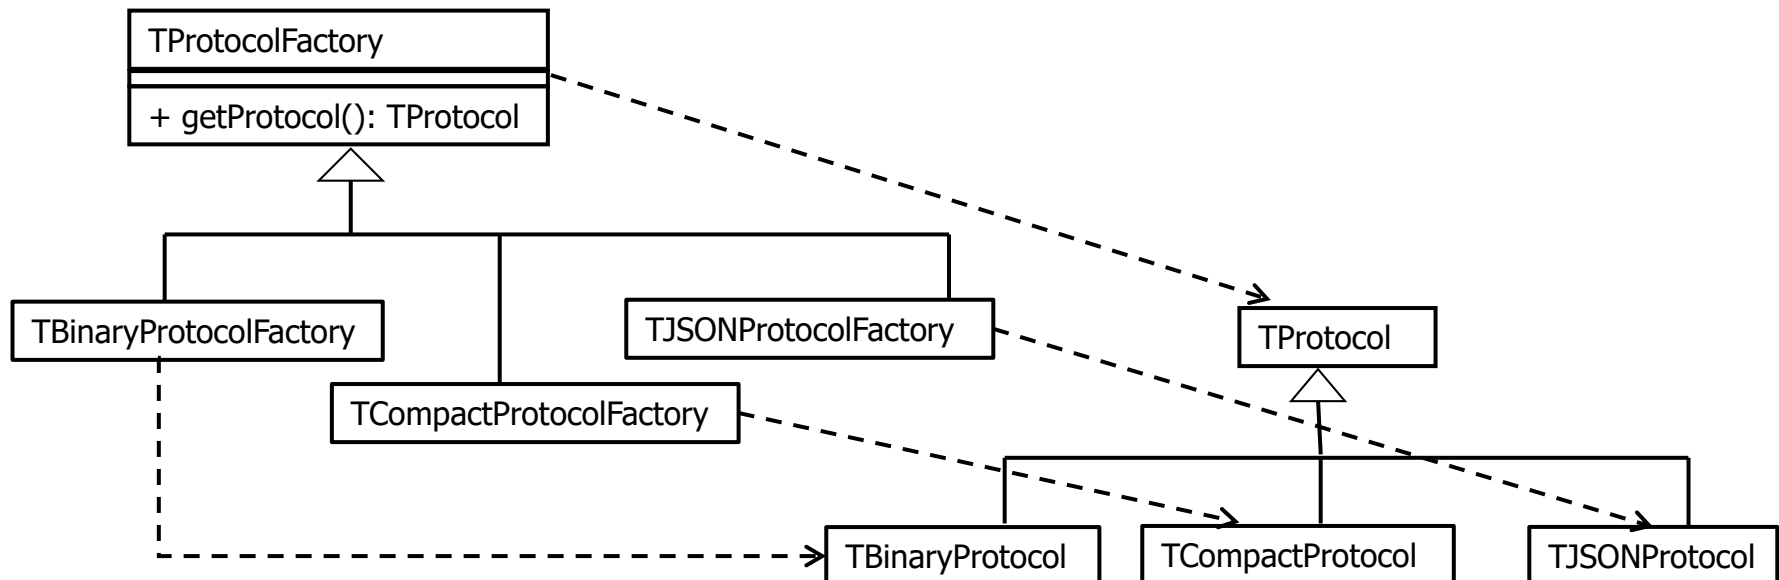 TProtocolFactory
+ getProtocol(): TProtocol
TBinaryProtocolFactory
TJSONProtocolFactory
TProtocol
TCompactProtocolFactory
TBinaryProtocol
TCompactProtocol
TJSONProtocol